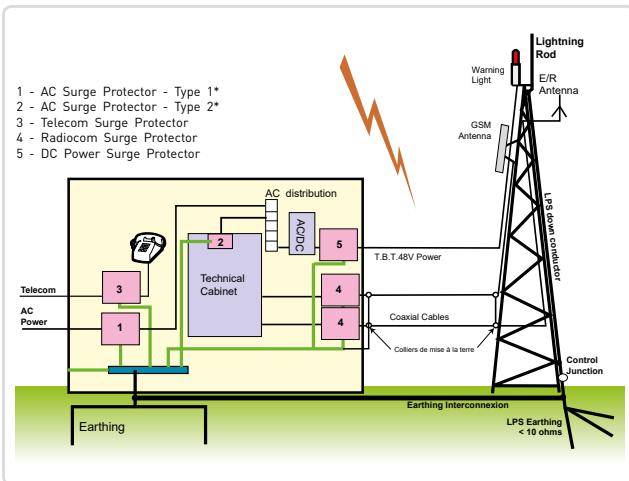 1 - AC Surge Protector - Type 1*
2 - AC Surge Protector - Type 2*
3 - Telecom Surge Protector
4 - Radiocom Surge Protector
5 - DC Power Surge Protector
Lightning
Rod
Warning
Light
E/R
Antenna
GSM
Antenna
LPS down conductor
AC distribution
AC/DC
2
5
T.B.T.48V Power
Technical
Cabinet
Telecom
3
4
AC
Power
1
4
Coaxial Cables
Colliers de mise à la terre
Control
Junction
Earthing Interconnexion
Earthing
LPS Earthing
< 10 ohms